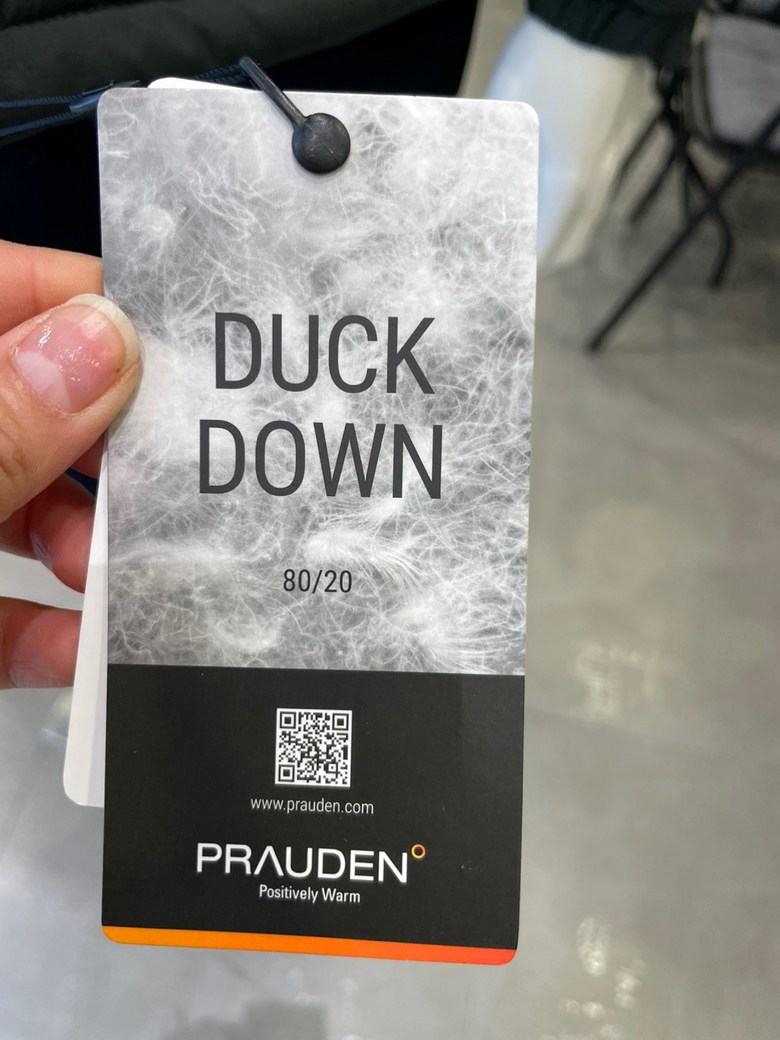 DUCK
DOWN
80/20
www.prauden.com
PRAUDEN°
Positively Warm